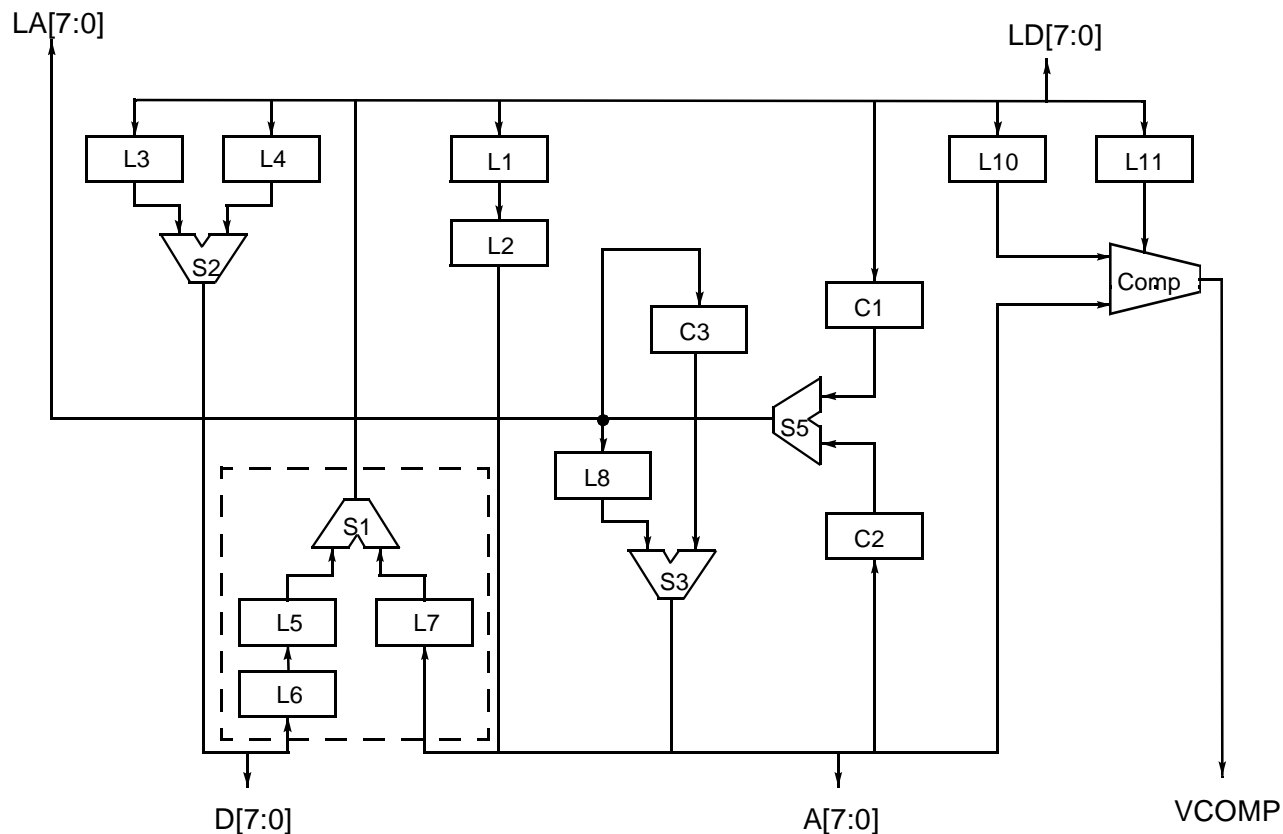 LA[7:0]
LD[7:0]
L3
L4
L1
L10
L11
S2
L2
Comp
C1
C3
S5
L8
S1
C2
S3
L5
L7
L6
D[7:0]
A[7:0]
VCOMP